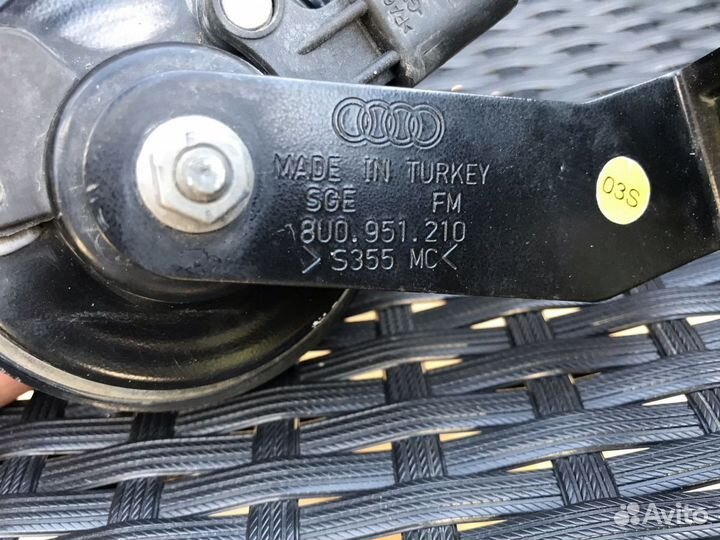 MADE IN TURKEY
SGE FM
8U0.951.210
>S355 MC<
03S
Avito